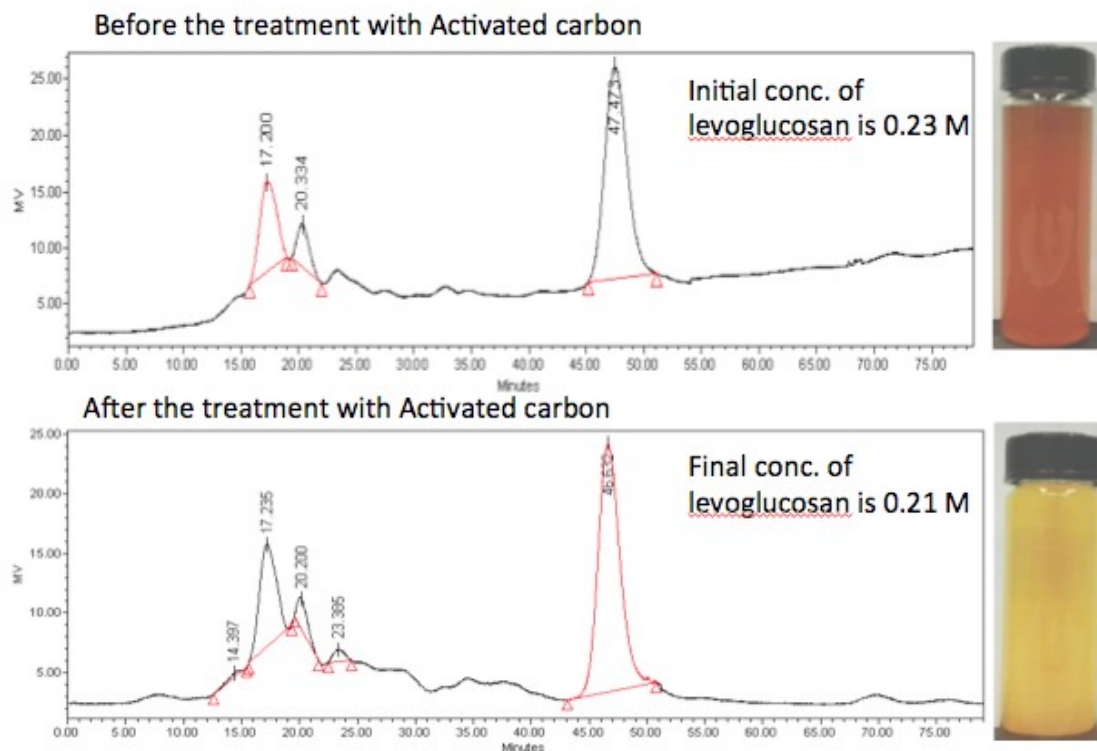 Before the treatment with Activated carbon
25.00
20.00
15.00
10.00
5.00
MV
17.200
20.334
47.473
Initial conc. of
levoglucosan is 0.23 M
0.00 5.00 10.00 15.00 20.00 25.00 30.00 35.00 40.00 45.00 50.00 55.00 60.00 65.00 70.00 75.00
Minutes
After the treatment with Activated carbon
25.00
20.00
15.00
10.00
5.00
MV
14.397
17.235
20.200
23.385
46.632
Final conc. of
levoglucosan is 0.21 M
0.00 5.00 10.00 15.00 20.00 25.00 30.00 35.00 40.00 45.00 50.00 55.00 60.00 65.00 70.00 75.00
Minutes